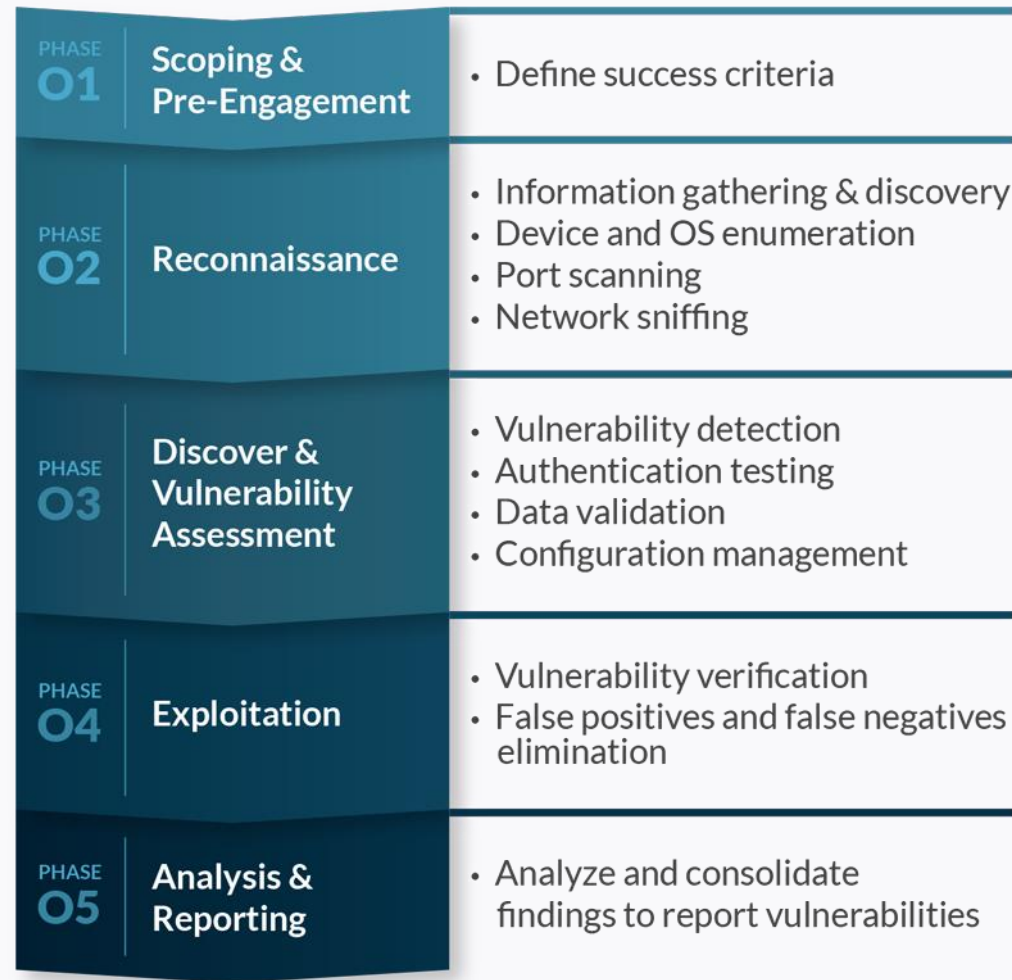 PHASE
01
Scoping &
Pre-Engagement
• Define success criteria
PHASE
02
Reconnaissance
• Information gathering & discovery
• Device and OS enumeration
• Port scanning
• Network sniffing
PHASE
03
Discover &
Vulnerability
Assessment
• Vulnerability detection
• Authentication testing
• Data validation
• Configuration management
PHASE
04
Exploitation
• Vulnerability verification
• False positives and false negatives
elimination
PHASE
05
Analysis &
Reporting
• Analyze and consolidate
findings to report vulnerabilities